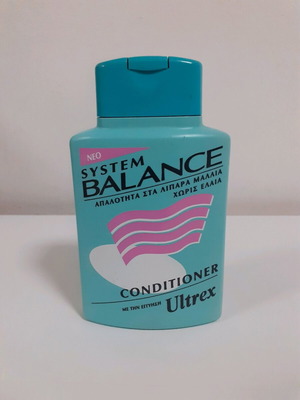 ΝΕΟ
SYSTEM
BALANCE
ΑΠΑΛΟΤΗΤΑ ΣΤΑ ΛΙΠΑΡΑ ΜΑΛΛΙΑ
ΧΩΡΙΣ ΕΛΑΙΑ
CONDITIONER
ΜΕ ΤΗΝ ΕΓΓΥΗΣΗ Ultrex